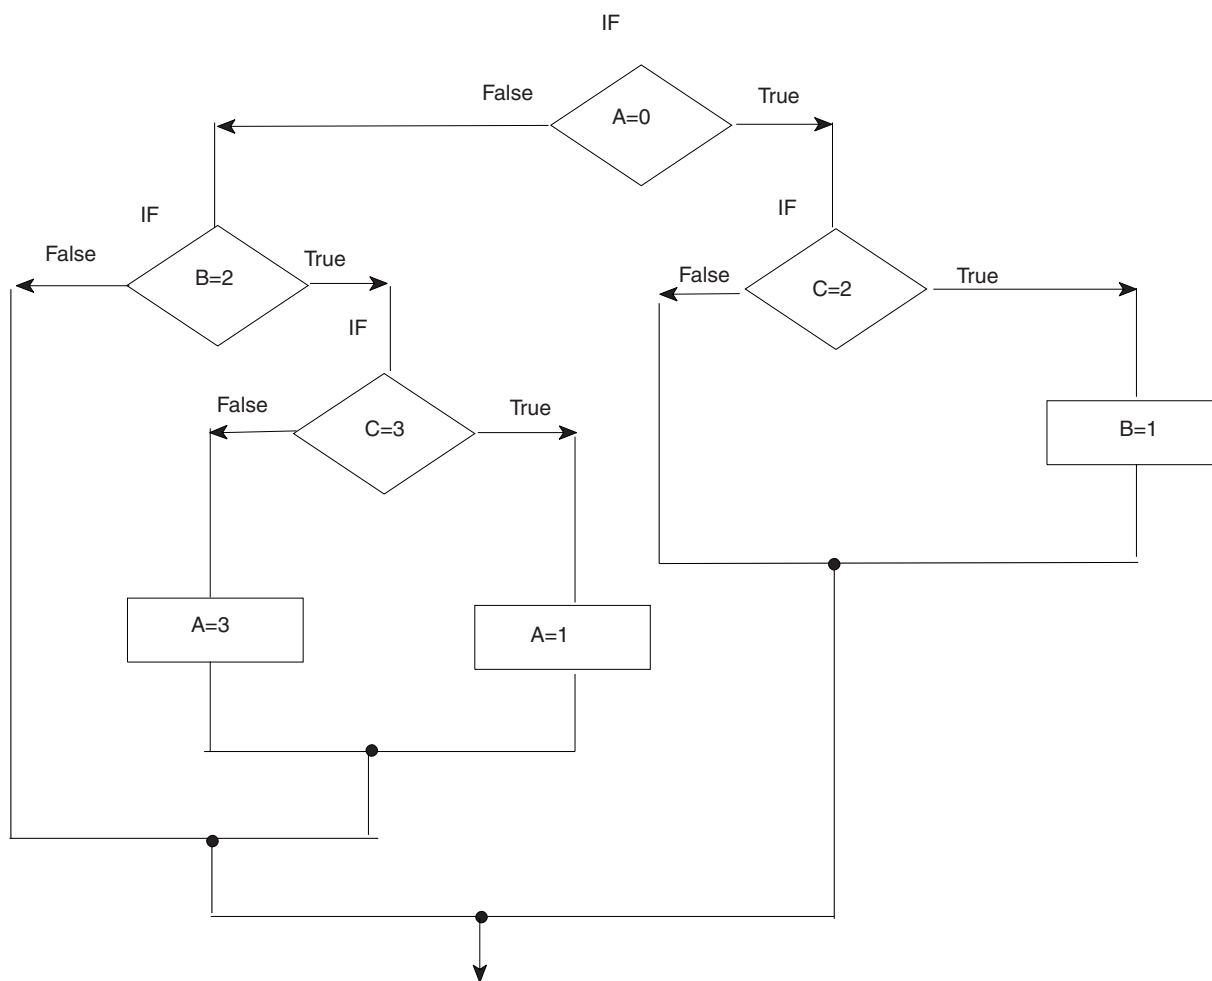 IF
False
A=0
True
IF
IF
False
B=2
True
False
C=2
True
IF
False
C=3
True
B=1
A=3
A=1